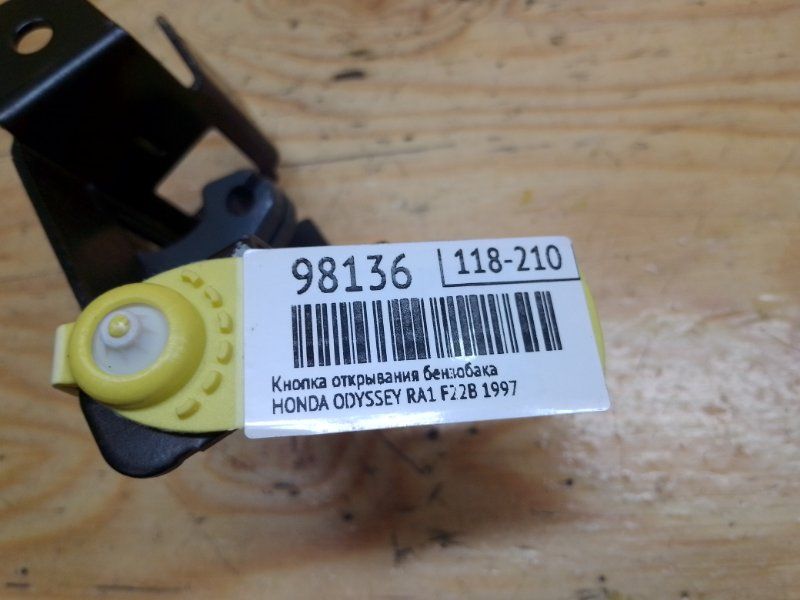 98136 118-210
Кнопка открывания бензобака
HONDA ODYSSEY RA1 F22B 1997